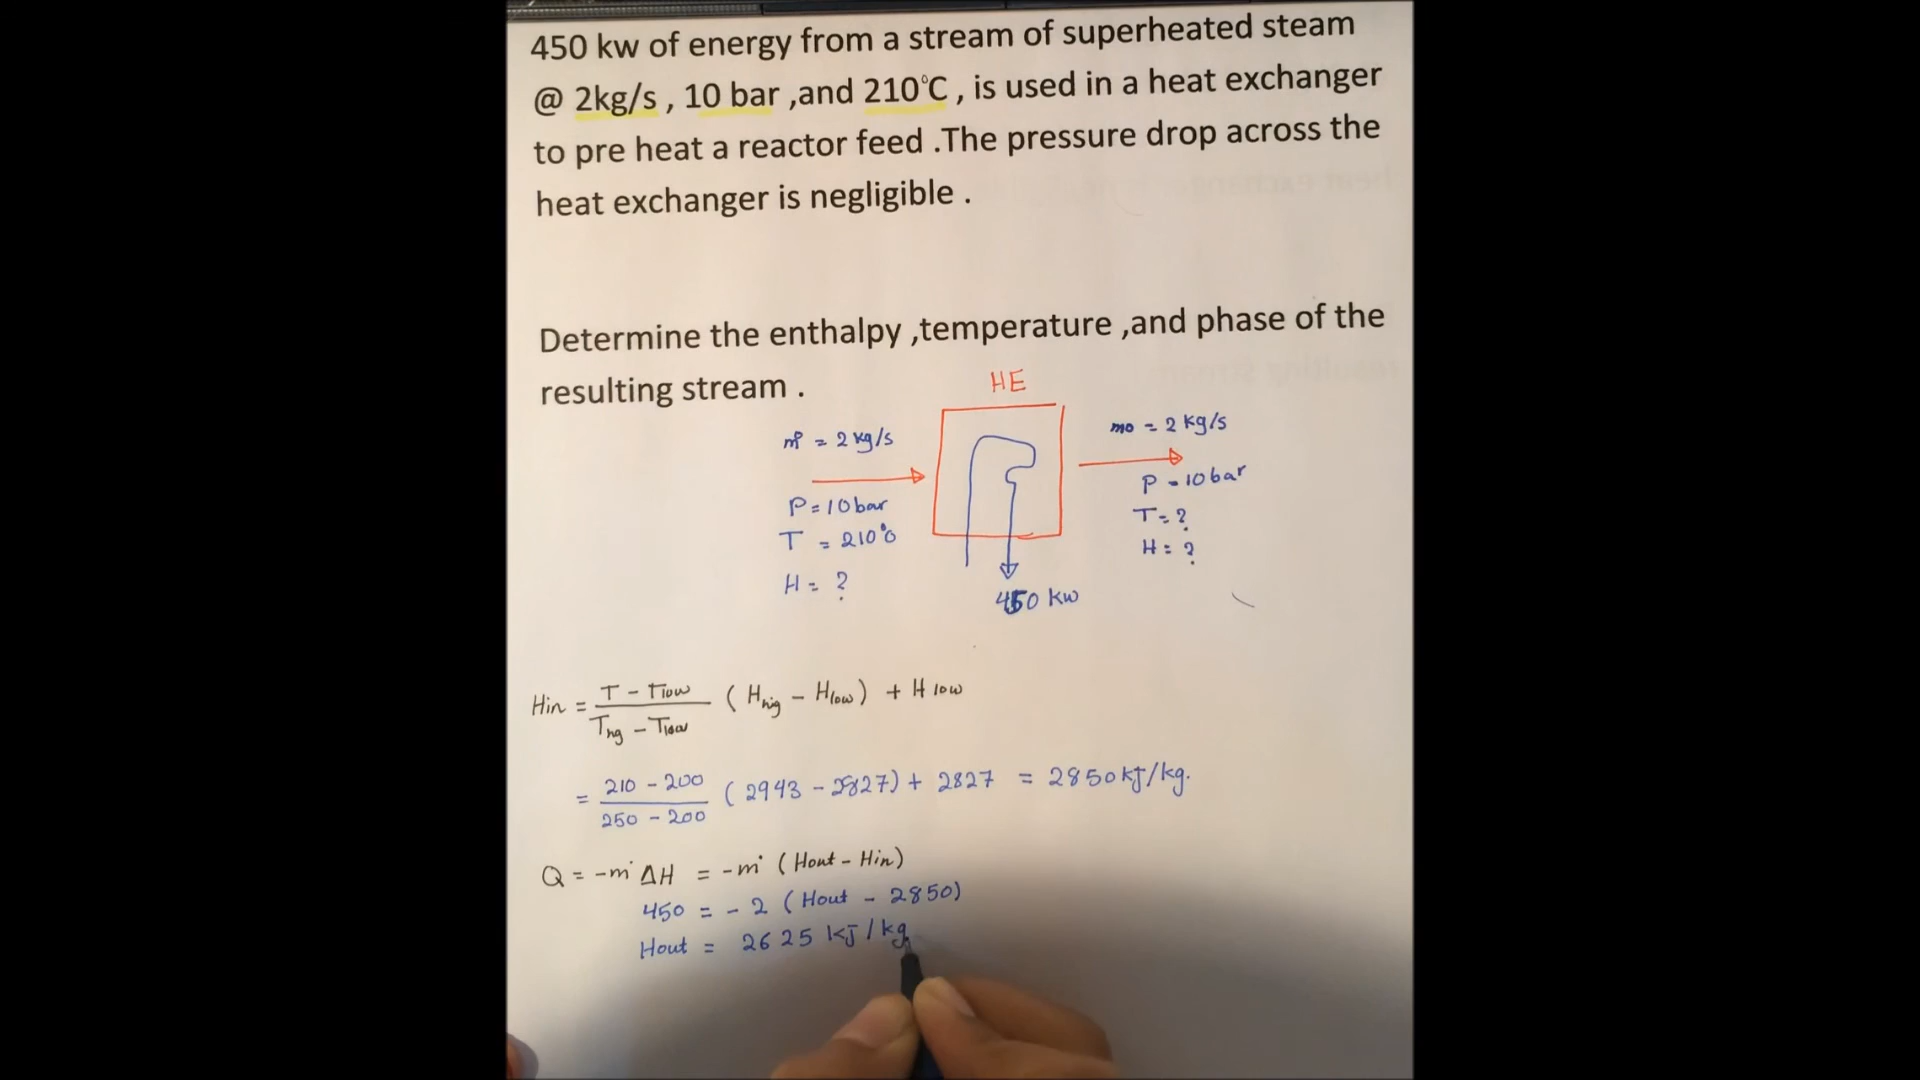 450 kw of energy from a stream of superheated steam
@ 2kg/s , 10 bar ,and 210°C , is used in a heat exchanger
to pre heat a reactor feed .The pressure drop across the
heat exchanger is negligible .
Determine the enthalpy ,temperature ,and phase of the
resulting stream .
HE
m° = 2 kg/s
mo = 2 kg/s
P = 10 bar
P = 10 bar
T = 210°C
T = ?
H = ?
H = ?
450 kw
Hin = T - Tlow / Thg - Tlow ( Hhig - Hlow ) + H low
= 210 - 200 / 250 - 200 ( 2943 - 2827) + 2827 = 2850 kJ/kg.
Q = -m˙ ΔH = -m˙ ( Hout - Hin )
450 = - 2 ( Hout - 2850)
Hout = 2625 kJ / kg